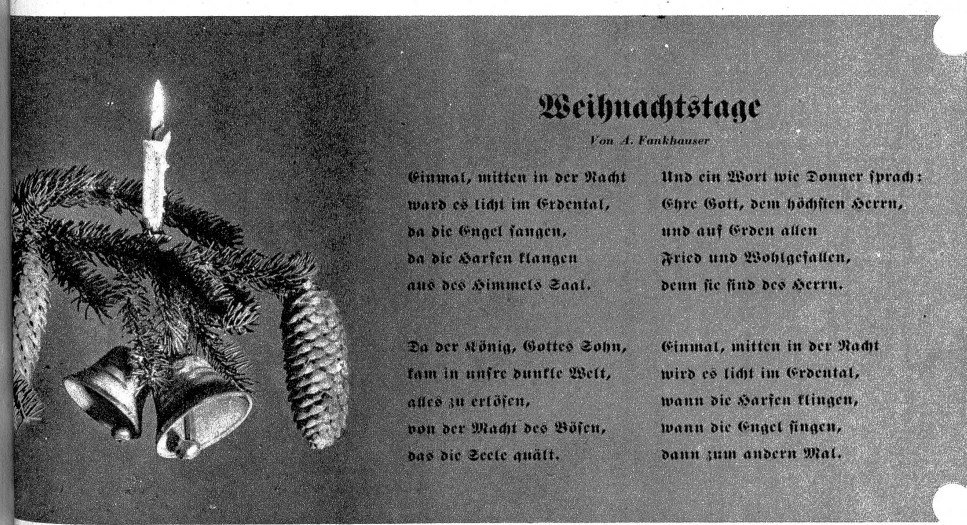 Weihnachtstage
Von A. Fankhauser
Einmal, mitten in der Nacht
ward es licht im Erdental,
da die Engel sangen,
da die Harfen klangen
aus des Himmels Saal.
Da der König, Gottes Sohn,
kam in unsre dunkle Welt,
alles zu erlösen,
von der Macht des Bösen,
das die Seele quält.
Und ein Wort wie Donner sprach:
Ehre Gott, dem höchsten Herrn,
und auf Erden allen
Fried und Wohlgefallen,
denn sie sind des Herrn.
Einmal, mitten in der Nacht
wird es licht im Erdental,
wann die Harfen klingen,
wann die Engel singen,
dann zum andern Mal.